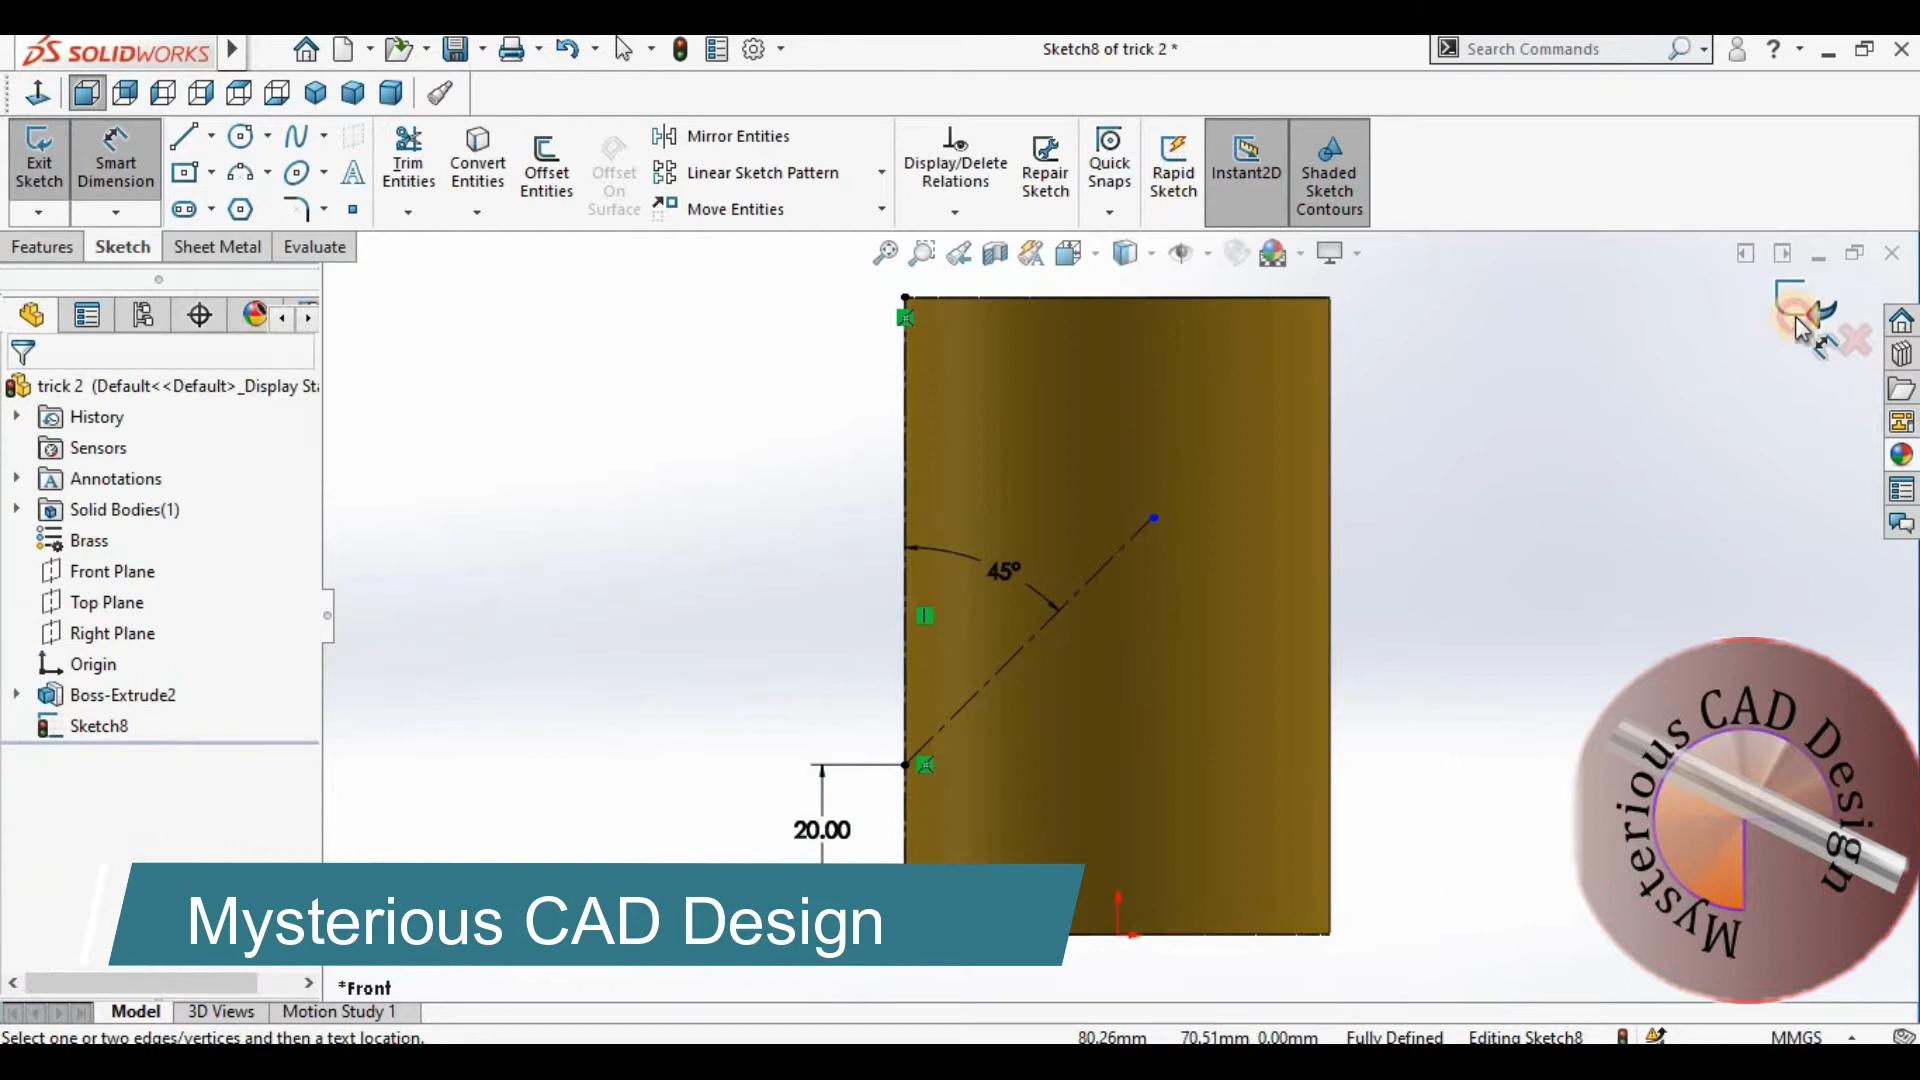 SOLIDWORKS
Sketch8 of trick 2 *
Search Commands
?
Exit Sketch
Smart Dimension
Trim Entities
Convert Entities
Offset Entities
Offset On Surface
Mirror Entities
Linear Sketch Pattern
Move Entities
Display/Delete Relations
Repair Sketch
Quick Snaps
Rapid Sketch
Instant2D
Shaded Sketch Contours
Features
Sketch
Sheet Metal
Evaluate
trick 2 (Default<<Default>_Display Sta
History
Sensors
Annotations
Solid Bodies(1)
Brass
Front Plane
Top Plane
Right Plane
Origin
Boss-Extrude2
Sketch8
45°
20.00
Mysterious CAD Design
Mysterious CAD Design
*Front
Model
3D Views
Motion Study 1
Select one or two edges/vertices and then a text location.
80.26mm
70.51mm 0.00mm
Fully Defined
Editing Sketch8
MMGS